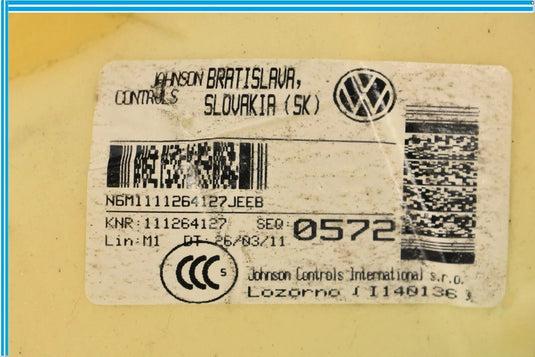 JOHNSON CONTROLS
BRATISLAVA,
SLOVAKIA (SK)
N6M1111264127JEEB
KNR:111264127 SEQ: 0572
Lin:M1 DT: 26/03/11
CCC S
Johnson Controls International s.r.o.
Lozorno (I140136)